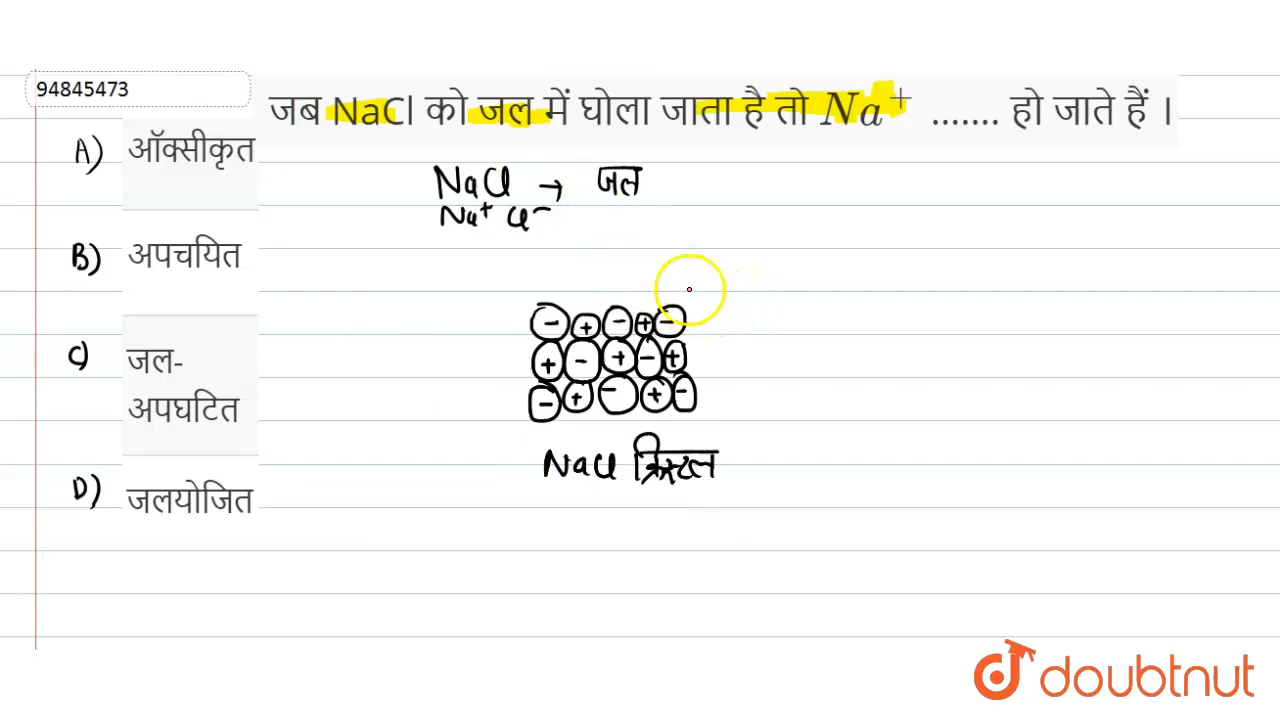 94845473
जब NaCl को जल में घोला जाता है तो Na⁺ ....... हो जाते हैं ।
A) ऑक्सीकृत
B) अपचयित
C) जल-
अपघटित
D) जलयोजित
NaCl → जल
Na⁺ Cl⁻
− + − + −
+ − + − +
− + − + −
NaCl क्रिस्टल
doubtnut